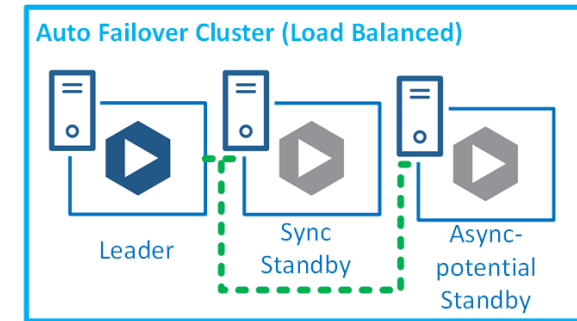 Auto Failover Cluster (Load Balanced)
Leader
Sync
Standby
Async-
potential
Standby